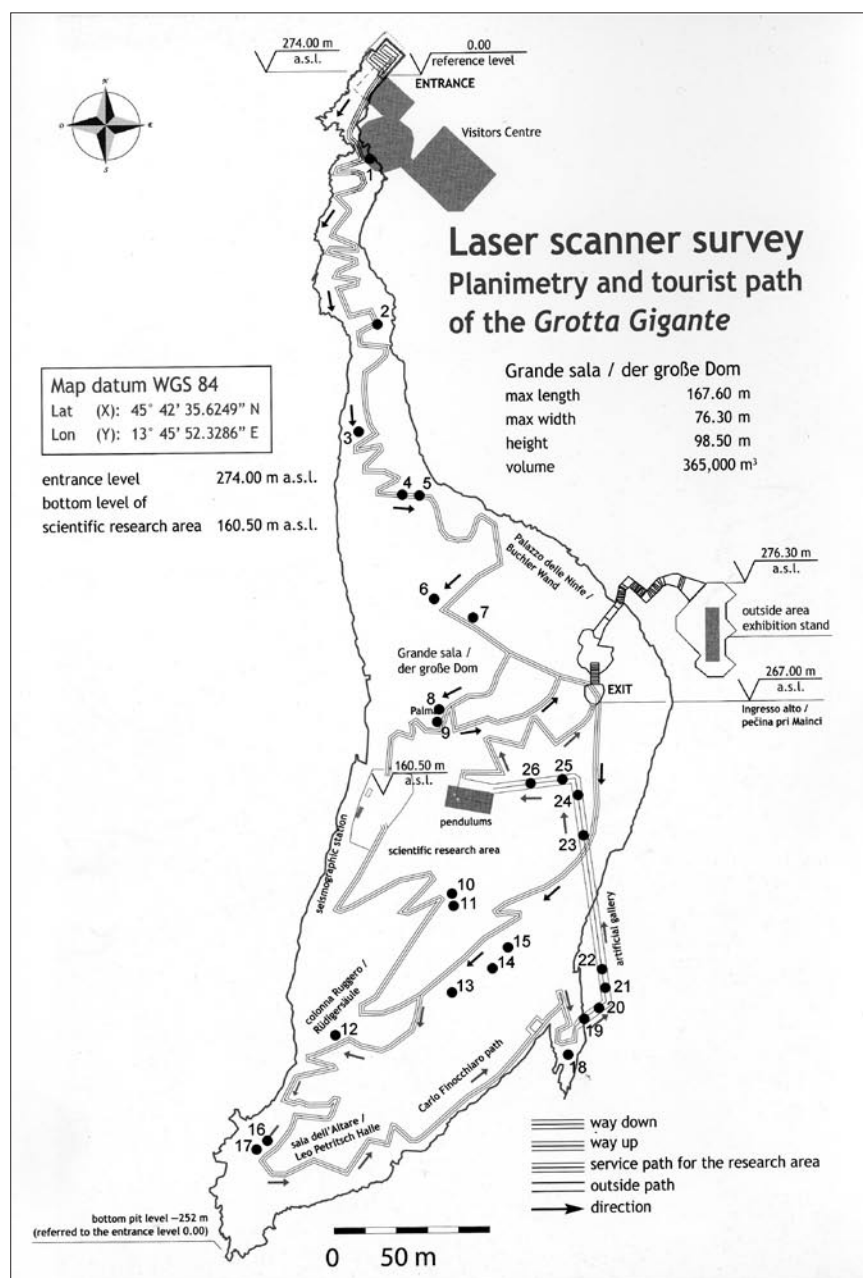 274.00 m
a.s.l.
0.00
reference level
ENTRANCE
N
O
E
S
Visitors Centre
1
Laser scanner survey
Planimetry and tourist path
of the Grotta Gigante
2
Map datum WGS 84
Lat (X): 45° 42' 35.6249" N
Lon (Y): 13° 45' 52.3286" E
Grande sala / der große Dom
max length 167.60 m
max width 76.30 m
height 98.50 m
volume 365,000 m³
3
entrance level 274.00 m a.s.l.
bottom level of
scientific research area 160.50 m a.s.l.
4
5
Palazzo delle Ninfe /
Buchler Wand
276.30 m
a.s.l.
6
7
outside area
exhibition stand
Grande sala /
der große Dom
EXIT
267.00 m
a.s.l.
Ingresso alto /
pečina pri Mainci
8
Palma
9
160.50 m
a.s.l.
26
25
24
pendulums
23
seismographic station
scientific research area
10
11
artificial gallery
15
14
13
22
21
20
19
colonna Ruggero /
Rüdigersäule
12
18
Carlo Finocchiaro path
16
17
sala dell'Altare /
Leo Petritsch Halle
way down
way up
service path for the research area
outside path
direction
bottom pit level −252 m
(referred to the entrance level 0.00)
0 50 m